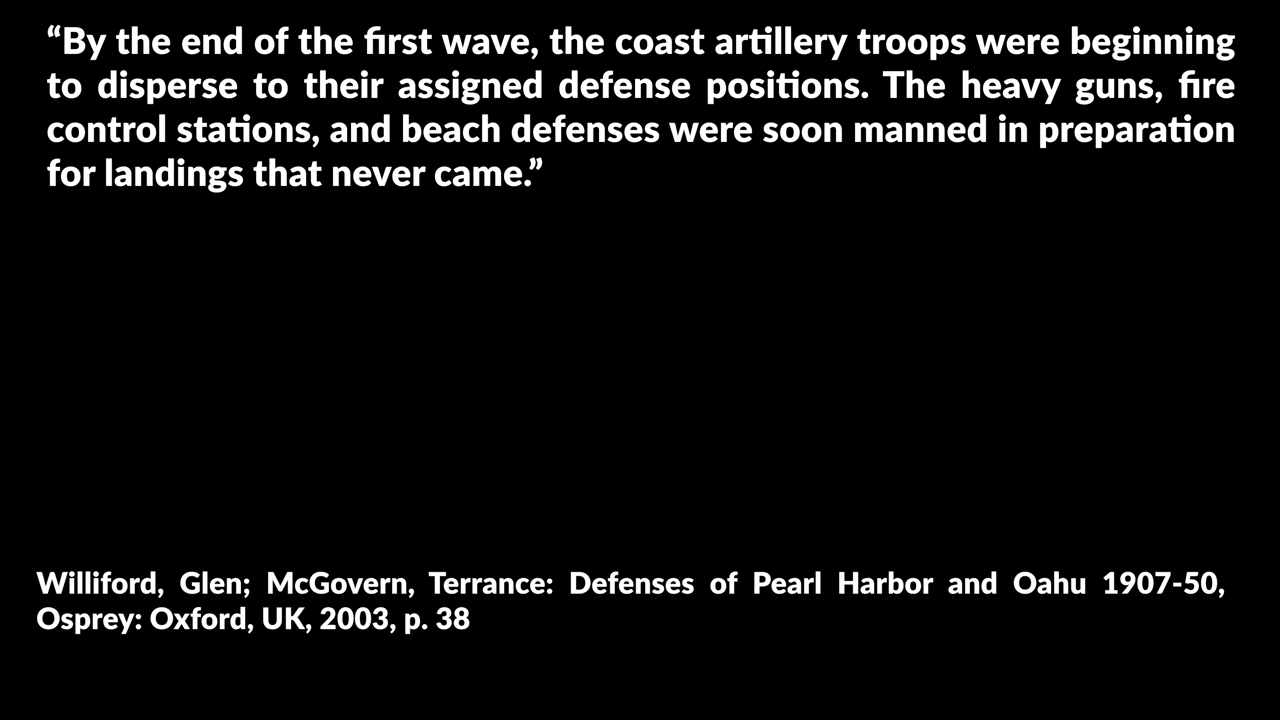 “By the end of the first wave, the coast artillery troops were beginning
to disperse to their assigned defense positions. The heavy guns, fire
control stations, and beach defenses were soon manned in preparation
for landings that never came.”
Williford, Glen; McGovern, Terrance: Defenses of Pearl Harbor and Oahu 1907-50,
Osprey: Oxford, UK, 2003, p. 38